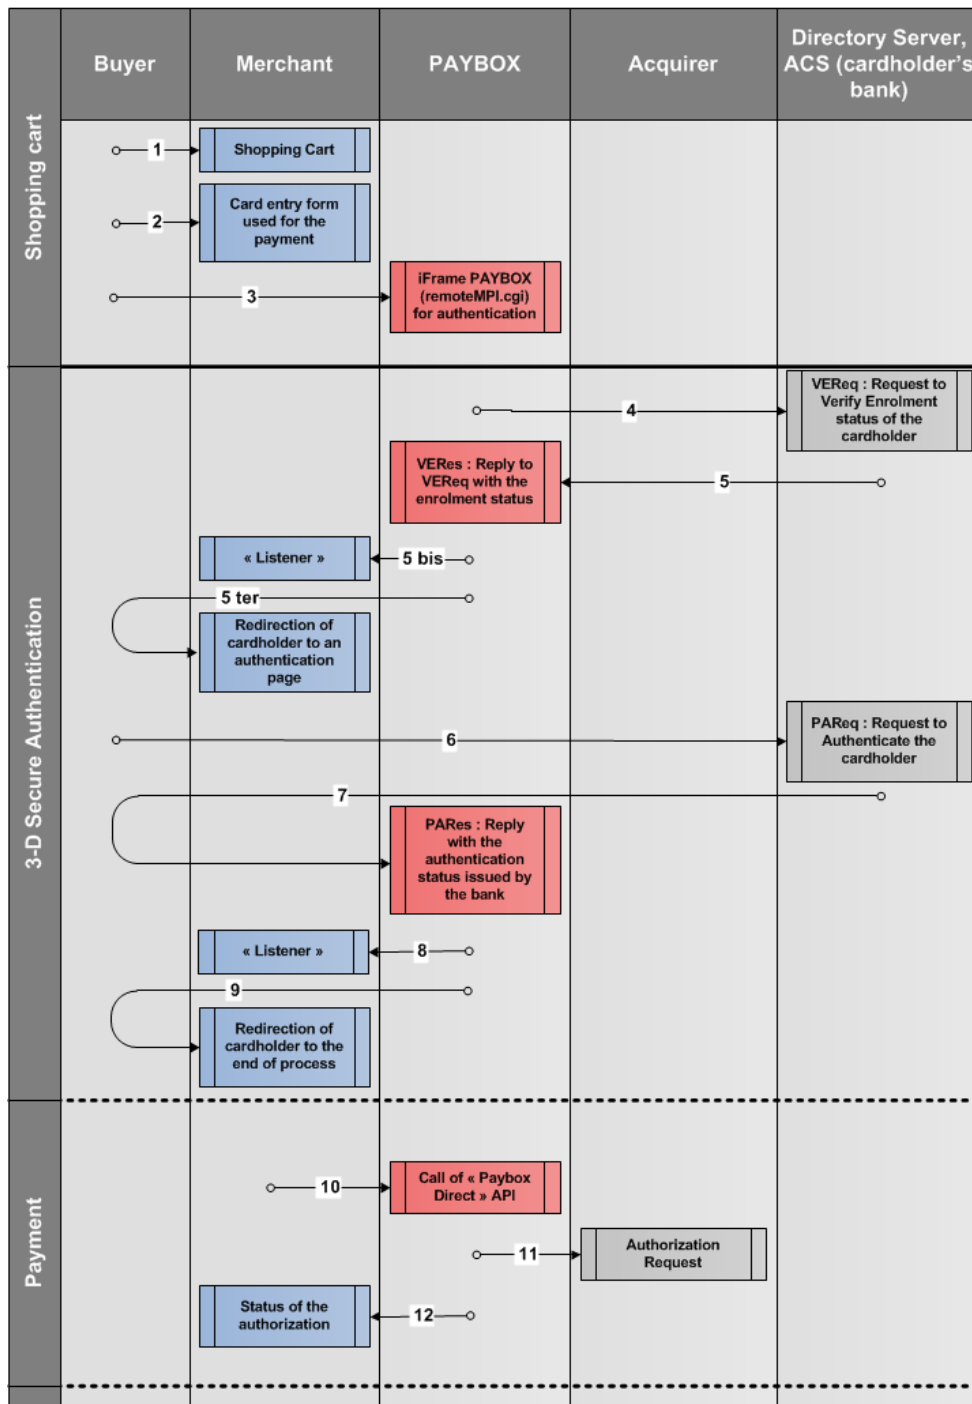 Buyer
Merchant
PAYBOX
Acquirer
Directory Server,
ACS (cardholder's
bank)
Shopping cart
1
Shopping Cart
2
Card entry form
used for the
payment
3
iFrame PAYBOX
(remoteMPI.cgi)
for authentication
3-D Secure Authentication
4
VEReq : Request to
Verify Enrolment
status of the
cardholder
VERes : Reply to
VEReq with the
enrolment status
5
« Listener »
5 bis
5 ter
Redirection of
cardholder to an
authentication
page
6
PAReq : Request to
Authenticate the
cardholder
7
PARes : Reply
with the
authentication
status issued by
the bank
« Listener »
8
9
Redirection of
cardholder to the
end of process
Payment
10
Call of « Paybox
Direct » API
11
Authorization
Request
Status of the
authorization
12